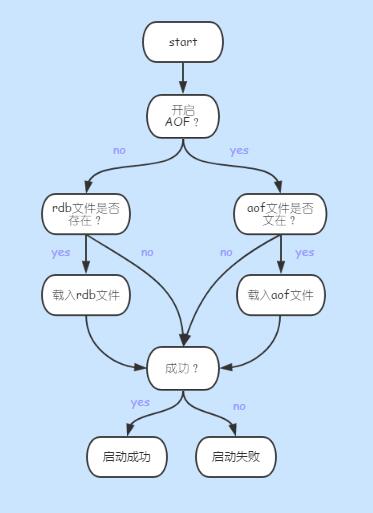 start
开启
AOF？
no
yes
rdb文件是否
存在？
aof文件是否
文在？
yes
no
no
yes
载入rdb文件
载入aof文件
成功？
yes
no
启动成功
启动失败